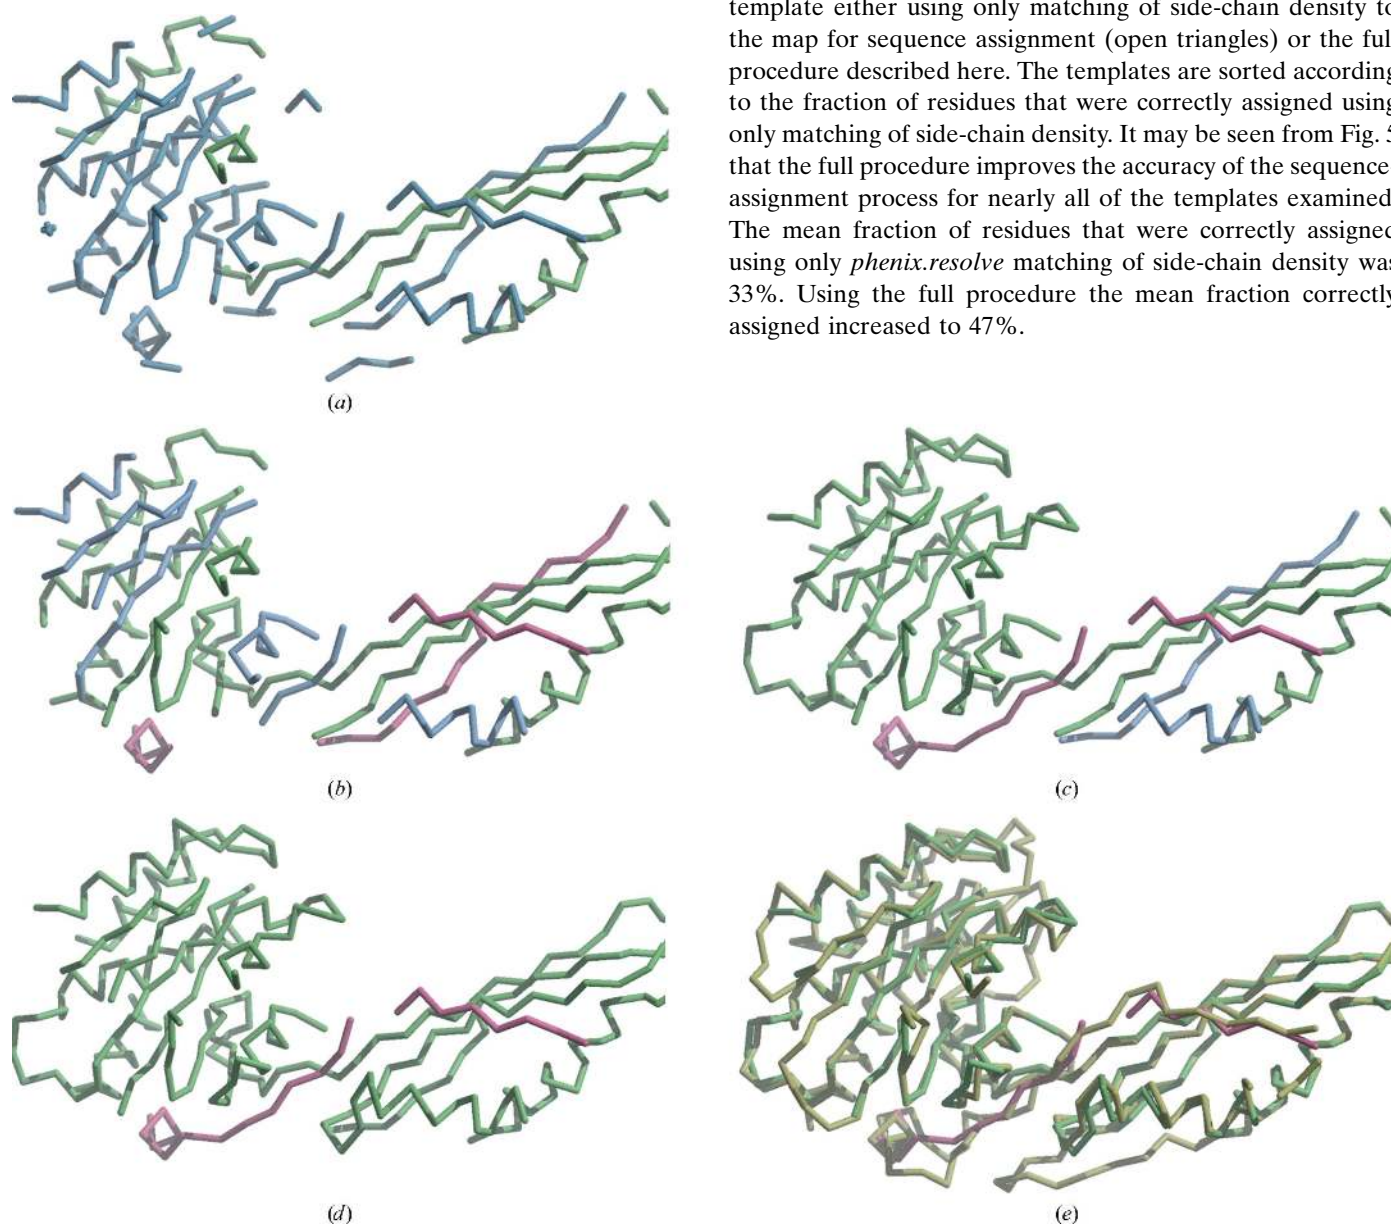 template either using only matching of side-chain density to
the map for sequence assignment (open triangles) or the full
procedure described here. The templates are sorted according
to the fraction of residues that were correctly assigned using
only matching of side-chain density. It may be seen from Fig. 5
that the full procedure improves the accuracy of the sequence-
assignment process for nearly all of the templates examined.
The mean fraction of residues that were correctly assigned
using only phenix.resolve matching of side-chain density was
33%. Using the full procedure the mean fraction correctly
assigned increased to 47%.
(a)
(b)
(c)
(d)
(e)